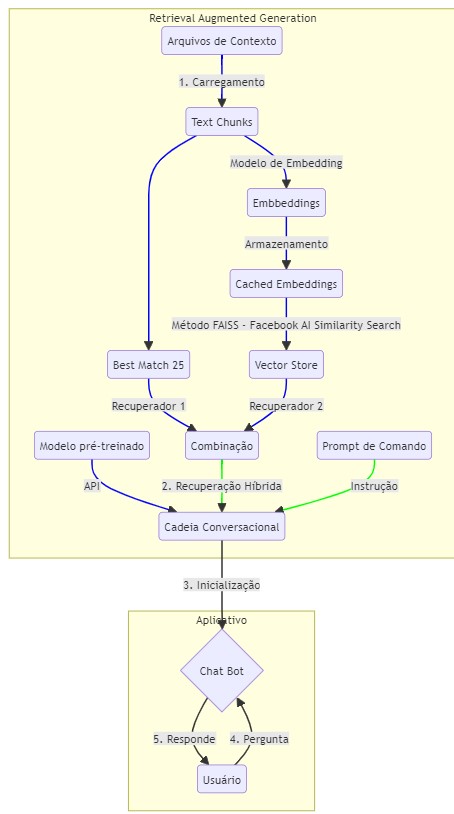 Retrieval Augmented Generation
Arquivos de Contexto
1. Carregamento
Text Chunks
Modelo de Embedding
Embbeddings
Armazenamento
Cached Embeddings
Método FAISS - Facebook AI Similarity Search
Best Match 25
Vector Store
Recuperador 1
Recuperador 2
Modelo pré-treinado
Combinação
Prompt de Comando
API
2. Recuperação Híbrida
Instrução
Cadeia Conversacional
3. Inicialização
Aplicativo
Chat Bot
5. Responde
4. Pergunta
Usuário